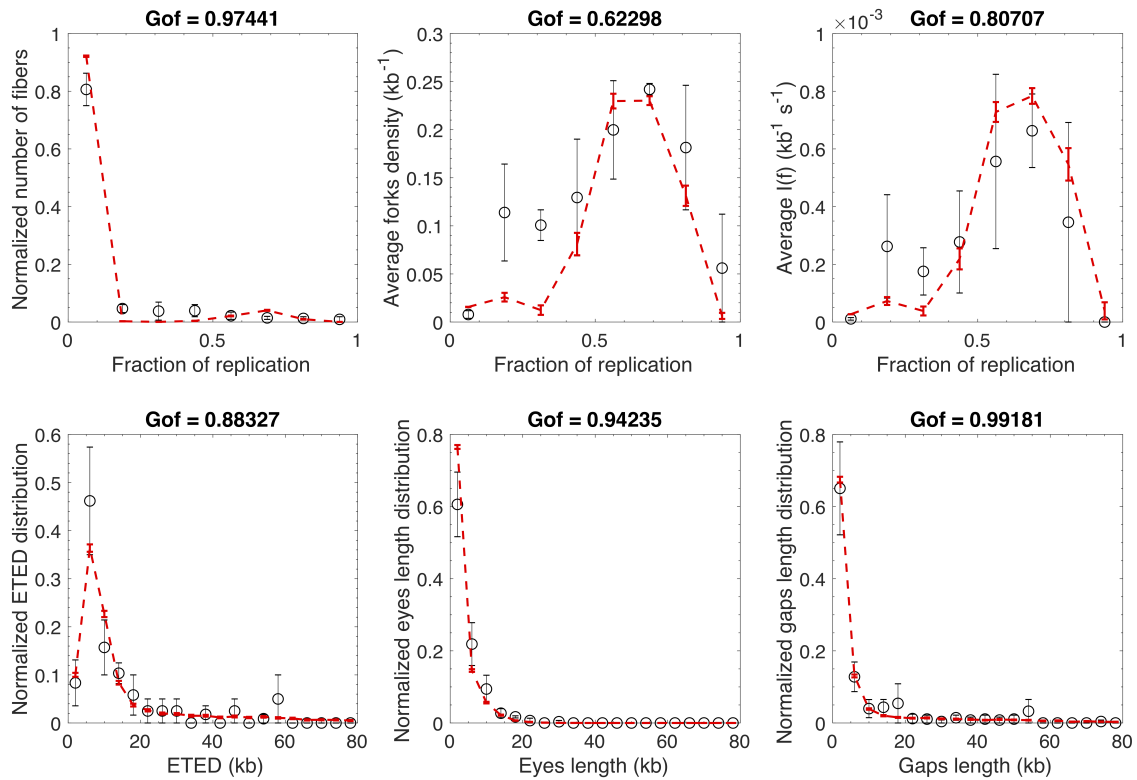 Gof = 0.97441
Normalized number of fibers
1
0.8
0.6
0.4
0.2
0
0 0.5 1
Fraction of replication
Gof = 0.62298
Average forks density (kb⁻¹)
0.3
0.25
0.2
0.15
0.1
0.05
0
0 0.5 1
Fraction of replication
Gof = 0.80707
×10⁻³
Average I(f) (kb⁻¹ s⁻¹)
1
0.8
0.6
0.4
0.2
0
0 0.5 1
Fraction of replication
Gof = 0.88327
Normalized ETED distribution
0.6
0.5
0.4
0.3
0.2
0.1
0
0 20 40 60 80
ETED (kb)
Gof = 0.94235
Normalized eyes length distribution
0.8
0.6
0.4
0.2
0
0 20 40 60 80
Eyes length (kb)
Gof = 0.99181
Normalized gaps length distribution
0.8
0.6
0.4
0.2
0
0 20 40 60 80
Gaps length (kb)